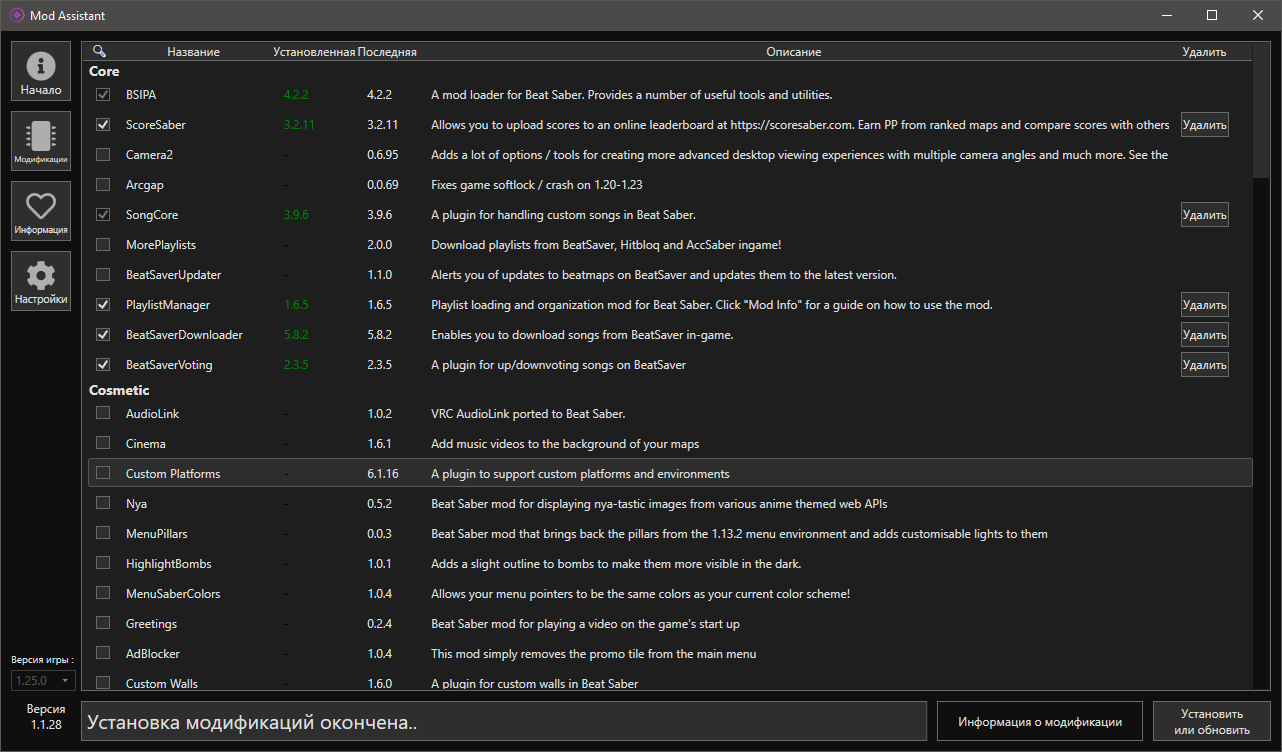 Mod Assistant
Начало
Модификации
Информация
Настройки
Версия игры :
1.25.0
Версия
1.1.28
Название Установленная Последняя Описание Удалить
Core
BSIPA 4.2.2 4.2.2 A mod loader for Beat Saber. Provides a number of useful tools and utilities.
ScoreSaber 3.2.11 3.2.11 Allows you to upload scores to an online leaderboard at https://scoresaber.com. Earn PP from ranked maps and compare scores with others Удалить
Camera2 - 0.6.95 Adds a lot of options / tools for creating more advanced desktop viewing experiences with multiple camera angles and much more. See the
Arcgap - 0.0.69 Fixes game softlock / crash on 1.20-1.23
SongCore 3.9.6 3.9.6 A plugin for handling custom songs in Beat Saber. Удалить
MorePlaylists - 2.0.0 Download playlists from BeatSaver, Hitbloq and AccSaber ingame!
BeatSaverUpdater - 1.1.0 Alerts you of updates to beatmaps on BeatSaver and updates them to the latest version.
PlaylistManager 1.6.5 1.6.5 Playlist loading and organization mod for Beat Saber. Click "Mod Info" for a guide on how to use the mod. Удалить
BeatSaverDownloader 5.8.2 5.8.2 Enables you to download songs from BeatSaver in-game. Удалить
BeatSaverVoting 2.3.5 2.3.5 A plugin for up/downvoting songs on BeatSaver Удалить
Cosmetic
AudioLink - 1.0.2 VRC AudioLink ported to Beat Saber.
Cinema - 1.6.1 Add music videos to the background of your maps
Custom Platforms - 6.1.16 A plugin to support custom platforms and environments
Nya - 0.5.2 Beat Saber mod for displaying nya-tastic images from various anime themed web APIs
MenuPillars - 0.0.3 Beat Saber mod that brings back the pillars from the 1.13.2 menu environment and adds customisable lights to them
HighlightBombs - 1.0.1 Adds a slight outline to bombs to make them more visible in the dark.
MenuSaberColors - 1.0.4 Allows your menu pointers to be the same colors as your current color scheme!
Greetings - 0.2.4 Beat Saber mod for playing a video on the game's start up
AdBlocker - 1.0.4 This mod simply removes the promo tile from the main menu
Custom Walls - 1.6.0 A plugin for custom walls in Beat Saber
Установка модификаций окончена..
Информация о модификации
Установить
или обновить